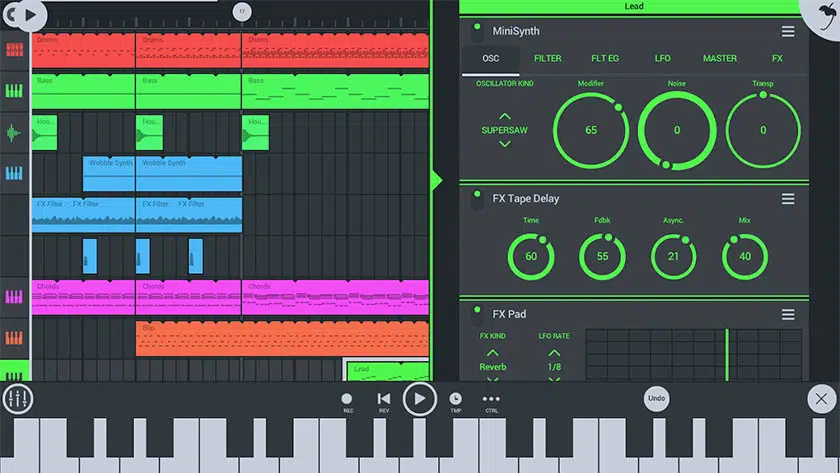 17
Drums
Drums
Drums
Bass
Bass
Bass
Hou...
Hou...
Hou...
Wobble Synth
Wobble Synth
FX Filter
FX Filter
FX Filter
Chords
Chords
Chords
Blip
Lead
Lead
MiniSynth
OSC FILTER FLT EG LFO MASTER FX
OSCILLATOR KIND Modifier Noise Transp
SUPERSAW 65 0 0
FX Tape Delay
Time Fdbk Async. Mix
60 55 21 40
FX Pad
FX KIND LFO RATE
Reverb 1/8
REC REV TMP CTRL Undo